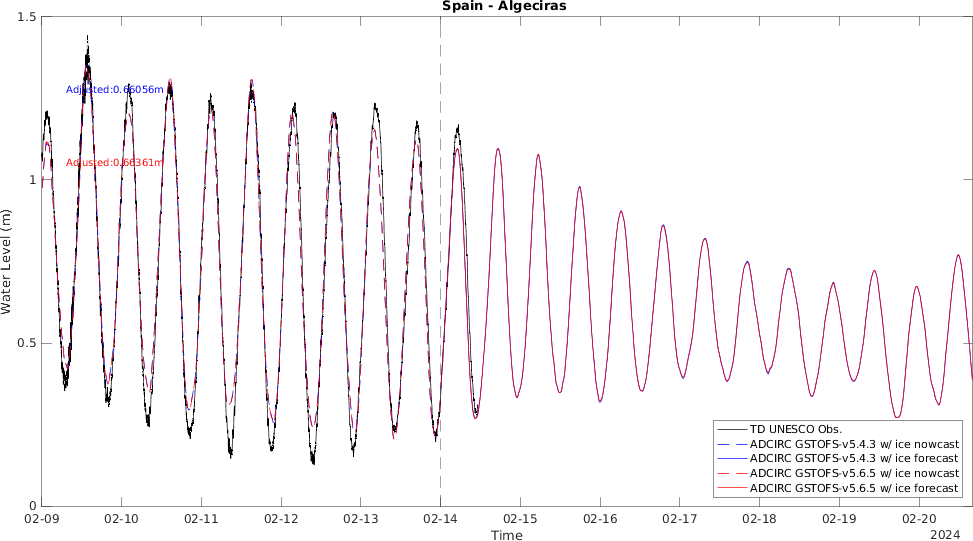 Spain - Algeciras
1.5
1
0.5
0
Water Level (m)
Adjusted:0.66056m
Adjusted:0.66361m
TD UNESCO Obs.
ADCIRC GSTOFS-v5.4.3 w/ ice nowcast
ADCIRC GSTOFS-v5.4.3 w/ ice forecast
ADCIRC GSTOFS-v5.6.5 w/ ice nowcast
ADCIRC GSTOFS-v5.6.5 w/ ice forecast
02-09 02-10 02-11 02-12 02-13 02-14 02-15 02-16 02-17 02-18 02-19 02-20
Time
2024